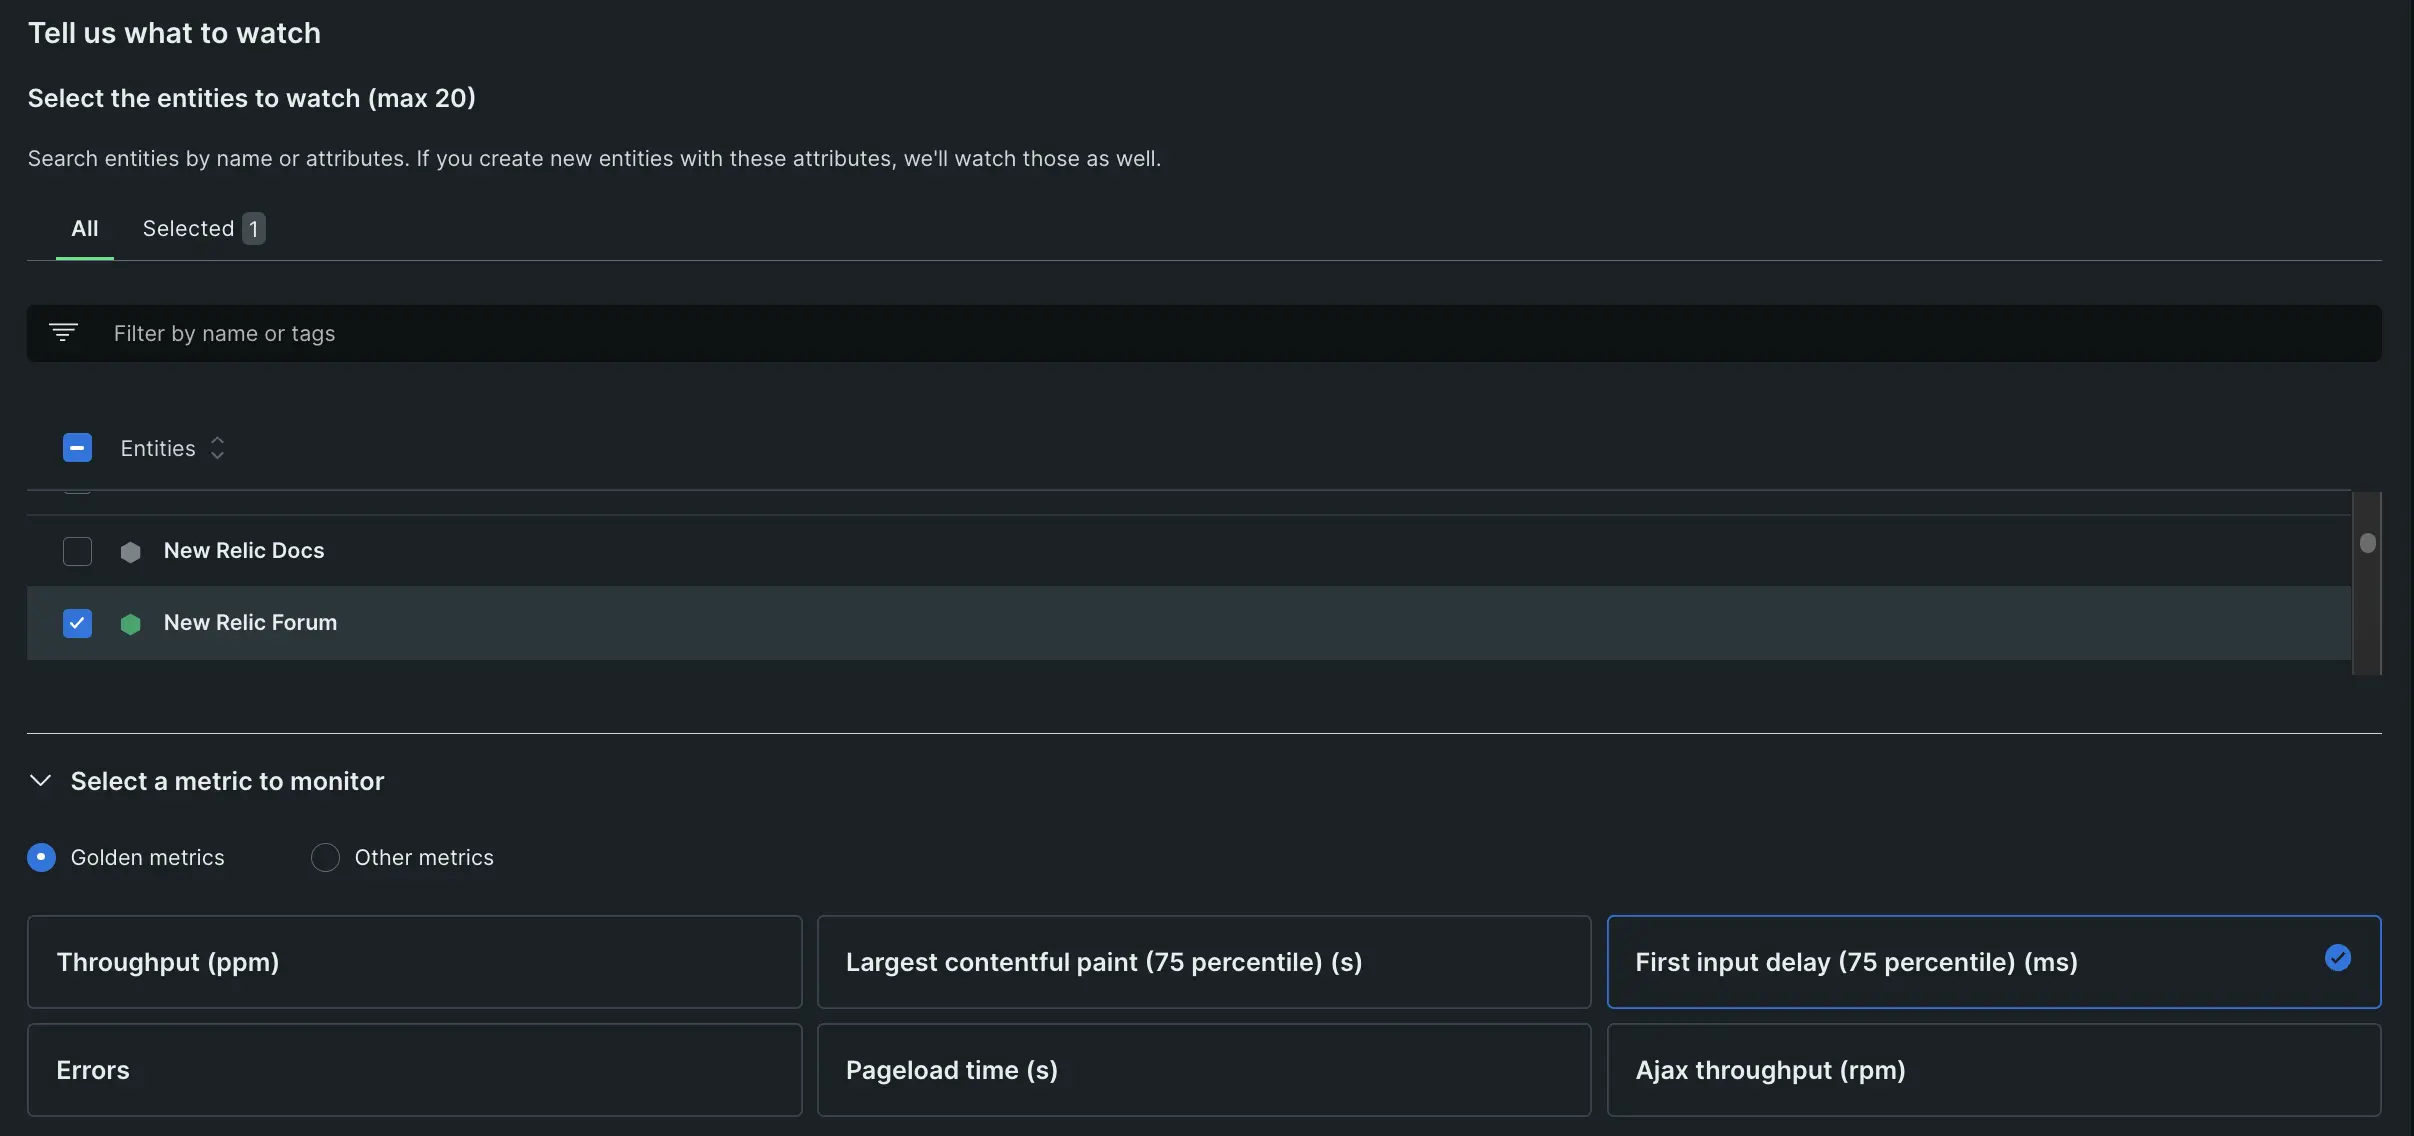 Tell us what to watch
Select the entities to watch (max 20)
Search entities by name or attributes. If you create new entities with these attributes, we'll watch those as well.
All Selected 1
Filter by name or tags
Entities
New Relic Docs
New Relic Forum
Select a metric to monitor
Golden metrics Other metrics
Throughput (ppm) Largest contentful paint (75 percentile) (s) First input delay (75 percentile) (ms)
Errors Pageload time (s) Ajax throughput (rpm)